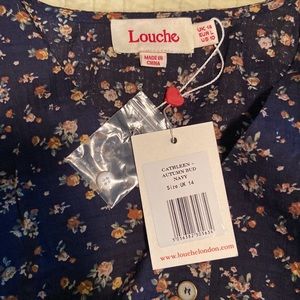 Louche
MADE IN
CHINA
UK 14
EUR L
US 10
CATHLEEN -
AUTUMN BUD
NAVY
Size UK 14
www.louchelondon.com